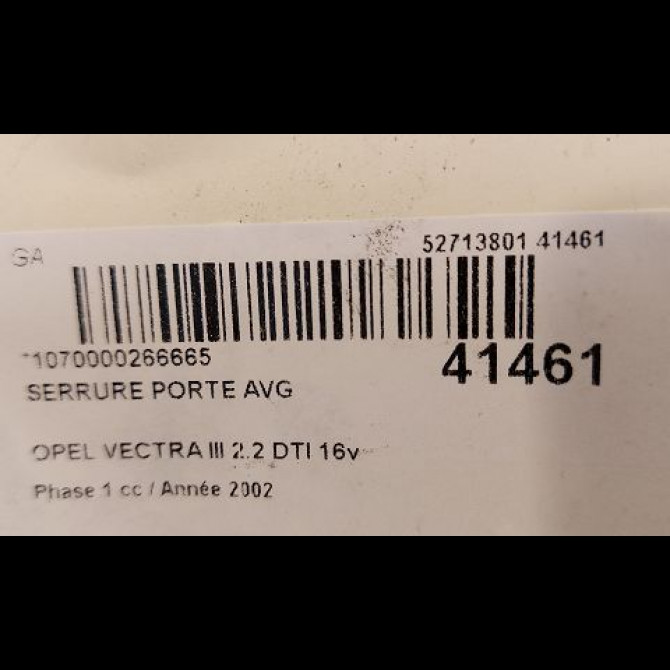 GA
52713801 41461
*1070000266665
41461
SERRURE PORTE AVG
OPEL VECTRA III 2.2 DTI 16v
Phase 1 cc / Année 2002